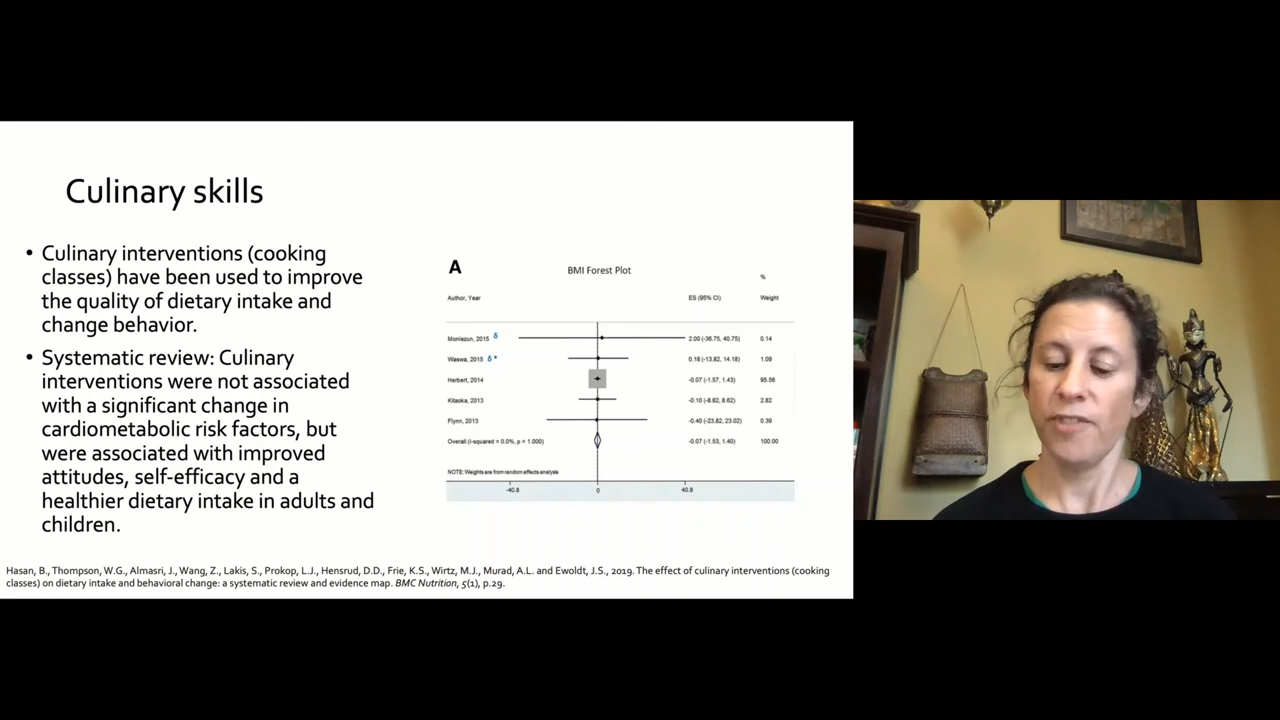 Culinary skills
• Culinary interventions (cooking
classes) have been used to improve
the quality of dietary intake and
change behavior.
• Systematic review: Culinary
interventions were not associated
with a significant change in
cardiometabolic risk factors, but
were associated with improved
attitudes, self-efficacy and a
healthier dietary intake in adults and
children.
A
BMI Forest Plot
%
Author, Year ES (95% CI) Weight
Monlezun, 2015 δ 2.00 (-36.75, 40.75) 0.14
Waswa, 2015 δ * 0.18 (-13.82, 14.18) 1.09
Herbert, 2014 -0.07 (-1.57, 1.43) 95.56
Kitaoka, 2013 -0.10 (-8.82, 8.62) 2.82
Flynn, 2013 -0.40 (-23.82, 23.02) 0.39
Overall (I-squared = 0.0%, p = 1.000) -0.07 (-1.53, 1.40) 100.00
NOTE: Weights are from random effects analysis
-40.8 0 40.8
Hasan, B., Thompson, W.G., Almasri, J., Wang, Z., Lakis, S., Prokop, L.J., Hensrud, D.D., Frie, K.S., Wirtz, M.J., Murad, A.L. and Ewoldt, J.S., 2019. The effect of culinary interventions (cooking
classes) on dietary intake and behavioral change: a systematic review and evidence map. BMC Nutrition, 5(1), p.29.